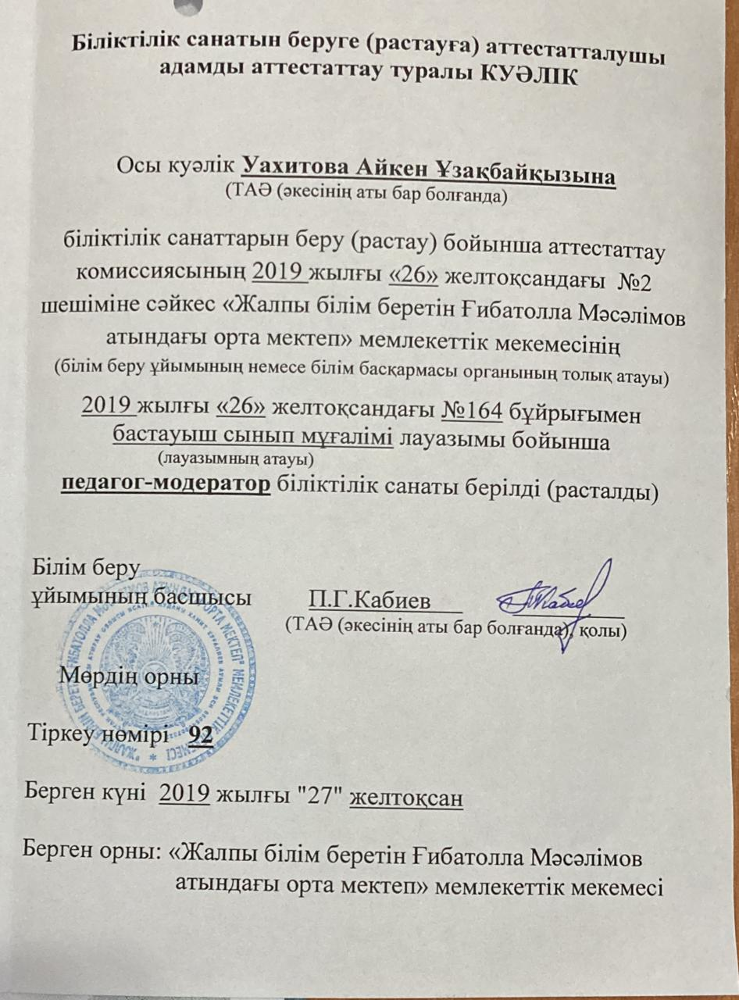 Біліктілік санатын беруге (растауға) аттестатталушы
адамды аттестаттау туралы КУӘЛІК
Осы куәлік Уахитова Айкен Ұзақбайқызына
(ТАӘ (әкесінің аты бар болғанда)
біліктілік санаттарын беру (растау) бойынша аттестаттау
комиссиясының 2019 жылғы «26» желтоқсандағы №2
шешіміне сәйкес «Жалпы білім беретін Ғибатолла Мәсәлімов
атындағы орта мектеп» мемлекеттік мекемесінің
(білім беру ұйымының немесе білім басқармасы органының толық атауы)
2019 жылғы «26» желтоқсандағы №164 бұйрығымен
бастауыш сынып мұғалімі лауазымы бойынша
(лауазымның атауы)
педагог-модератор біліктілік санаты берілді (расталды)
Білім беру
ұйымының басшысы П.Г.Кабиев
(ТАӘ (әкесінің аты бар болғанда), қолы)
Мөрдің орны
Тіркеу нөмірі 92
Берген күні 2019 жылғы "27" желтоқсан
Берген орны: «Жалпы білім беретін Ғибатолла Мәсәлімов
атындағы орта мектеп» мемлекеттік мекемесі